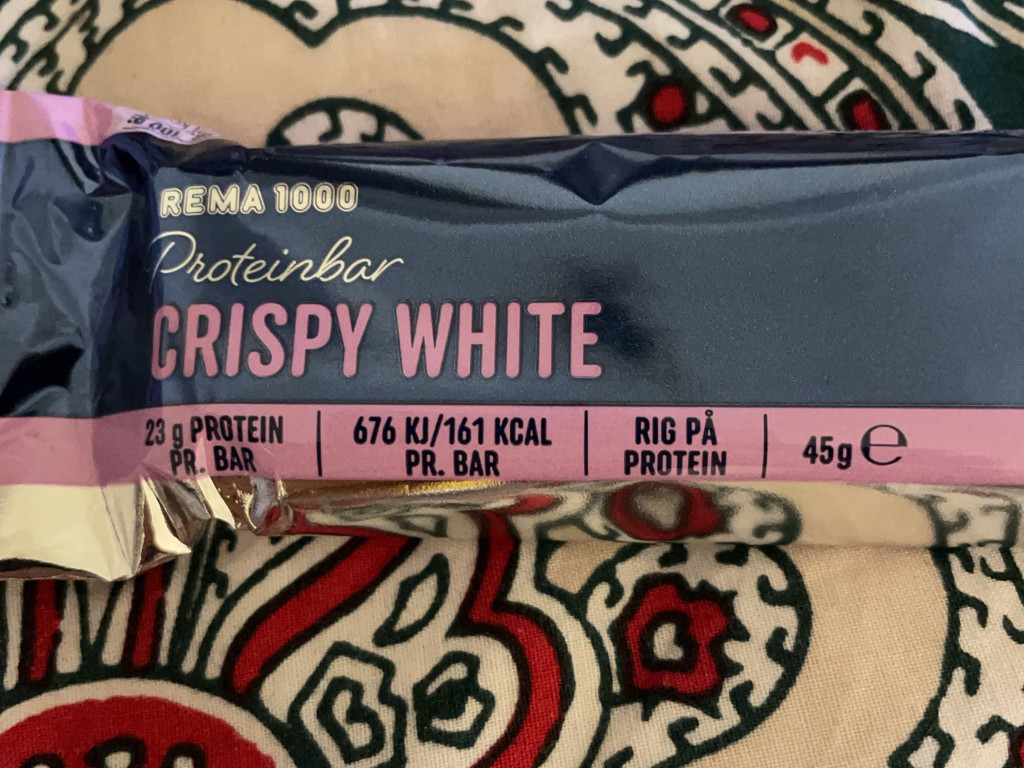 REMA 1000
Proteinbar
CRISPY WHITE
23 g PROTEIN
PR. BAR
676 KJ/161 KCAL
PR. BAR
RIG PÅ
PROTEIN
45g ℮